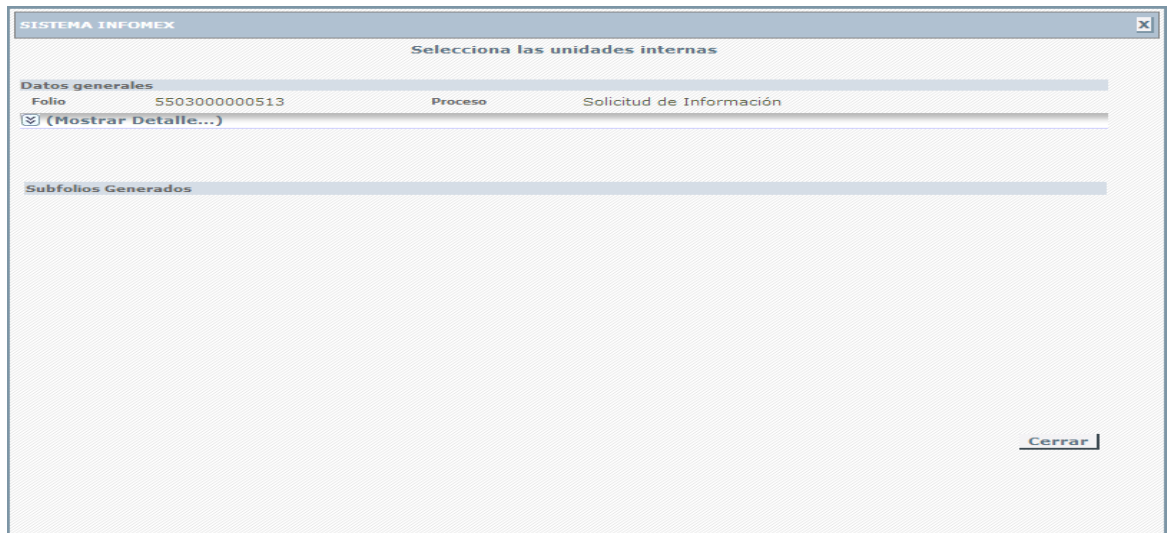 SISTEMA INFOMEX
Selecciona las unidades internas
Datos generales
Folio 5503000000513 Proceso Solicitud de Información
(Mostrar Detalle...)
Subfolios Generados
Cerrar